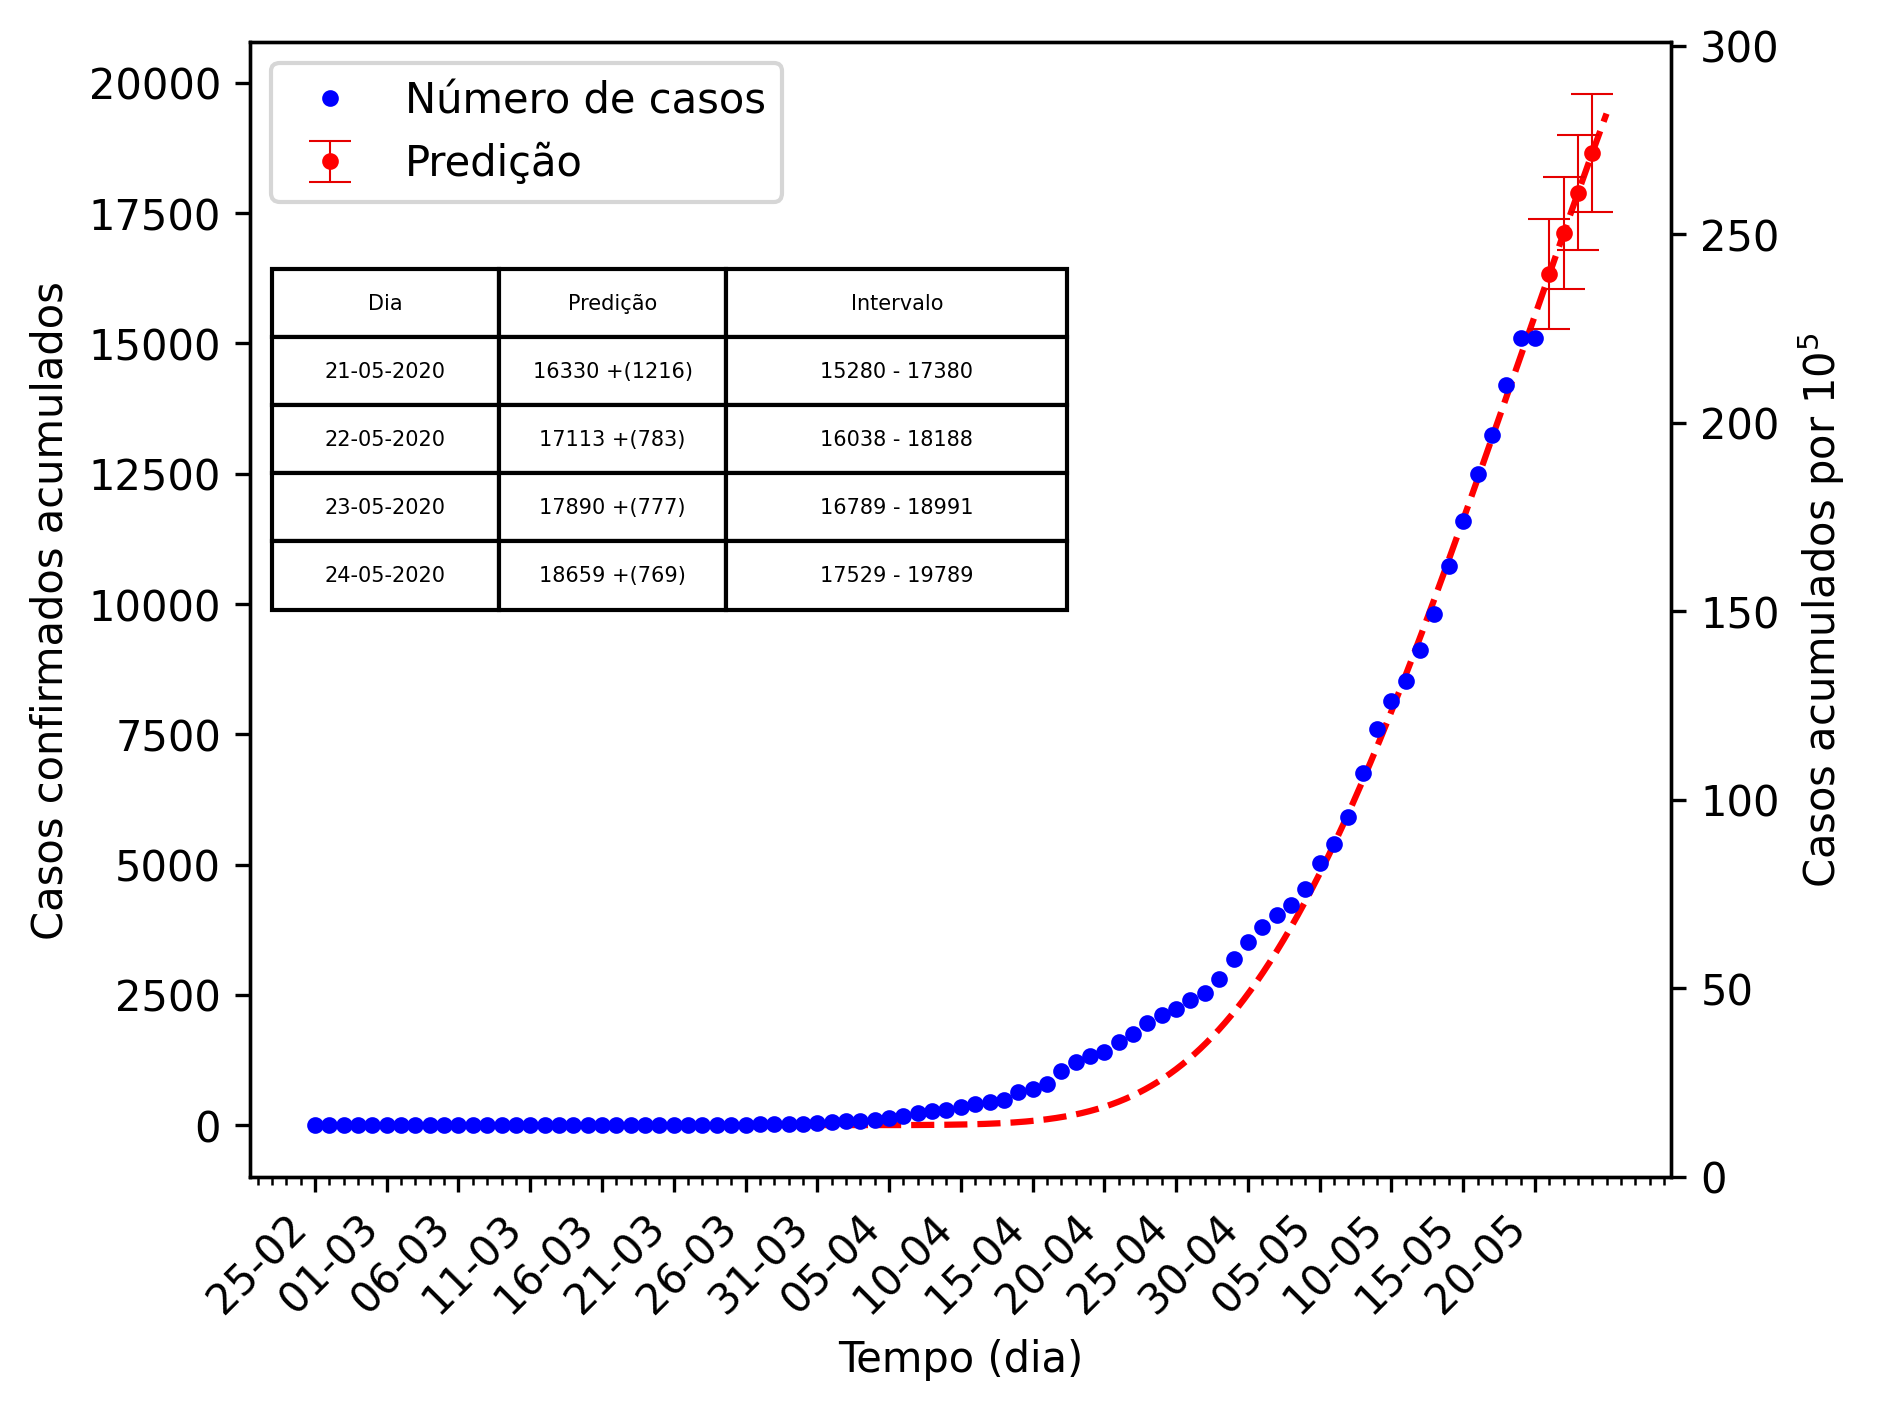 Número de casos
Predição
Dia Predição Intervalo
21-05-2020 16330 +(1216) 15280 - 17380
22-05-2020 17113 +(783) 16038 - 18188
23-05-2020 17890 +(777) 16789 - 18991
24-05-2020 18659 +(769) 17529 - 19789
Casos confirmados acumulados
20000
17500
15000
12500
10000
7500
5000
2500
0
300
250
200
150
100
50
0
Casos acumulados por 10⁵
25-02 01-03 06-03 11-03 16-03 21-03 26-03 31-03 05-04 10-04 15-04 20-04 25-04 30-04 05-05 10-05 15-05 20-05
Tempo (dia)